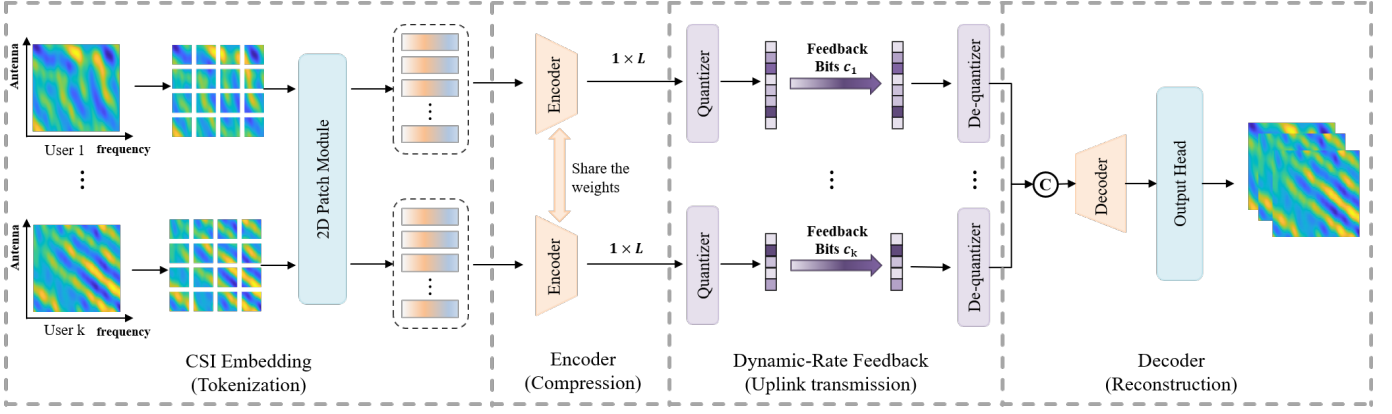 Antenna
User 1
frequency
2D Patch Module
Encoder
1 × L
Quantizer
Feedback
Bits c1
De-quantizer
Share the
weights
Antenna
User k
frequency
Encoder
1 × L
Quantizer
Feedback
Bits ck
De-quantizer
C
Decoder
Output Head
CSI Embedding
(Tokenization)
Encoder
(Compression)
Dynamic-Rate Feedback
(Uplink transmission)
Decoder
(Reconstruction)